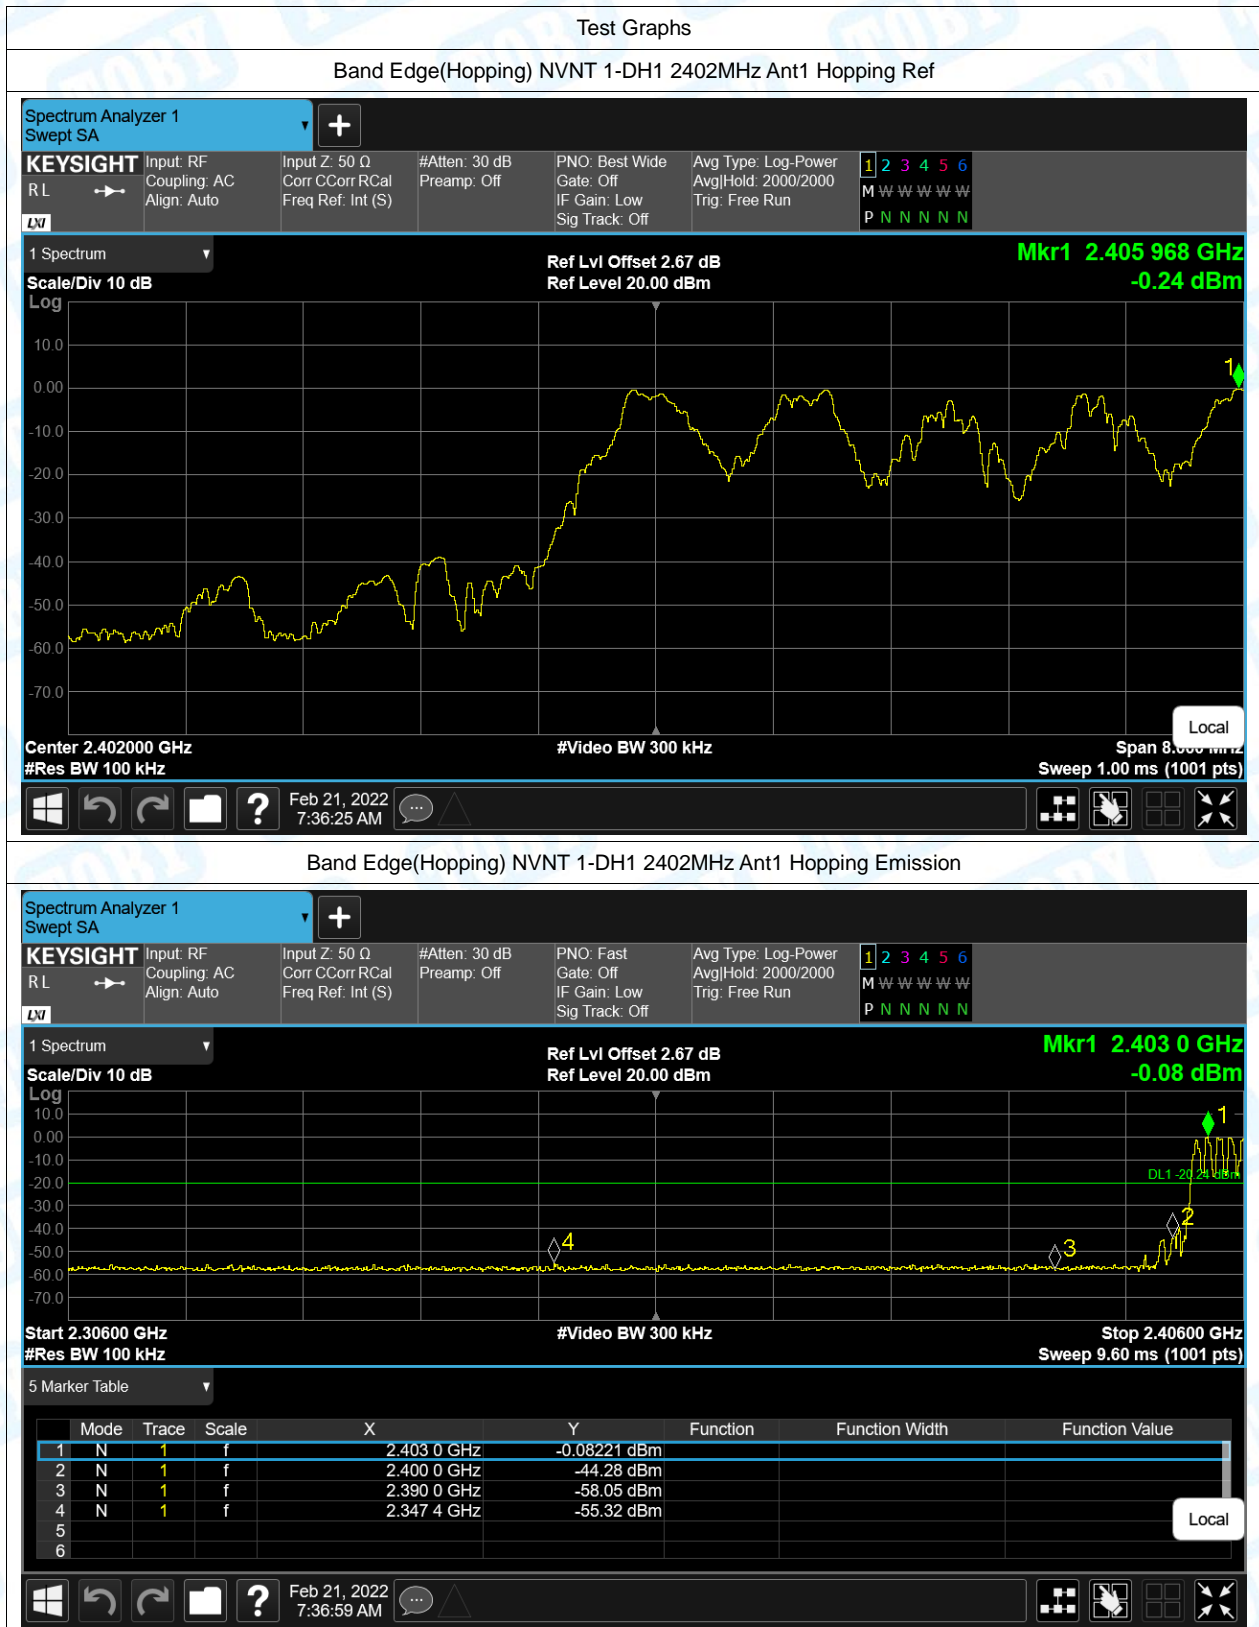 Test Graphs
Band Edge(Hopping) NVNT 1-DH1 2402MHz Ant1 Hopping Ref
Spectrum Analyzer 1
Swept SA
KEYSIGHT Input: RF Input Z: 50 Ω #Atten: 30 dB PNO: Best Wide Avg Type: Log-Power 1 2 3 4 5 6
R L Coupling: AC Corr CCorr RCal Preamp: Off Gate: Off Avg|Hold: 2000/2000 M W W W W W
Align: Auto Freq Ref: Int (S) IF Gain: Low Trig: Free Run
LXI Sig Track: Off P N N N N N
1 Spectrum Ref Lvl Offset 2.67 dB Mkr1 2.405 968 GHz
Scale/Div 10 dB Ref Level 20.00 dBm -0.24 dBm
Log
10.0
1
0.00
-10.0
-20.0
-30.0
-40.0
-50.0
-60.0
-70.0
Local
Center 2.402000 GHz #Video BW 300 kHz Span
#Res BW 100 kHz Sweep 1.00 ms (1001 pts)
? Feb 21, 2022
7:36:25 AM
Band Edge(Hopping) NVNT 1-DH1 2402MHz Ant1 Hopping Emission
Spectrum Analyzer 1
Swept SA
KEYSIGHT Input: RF Input Z: 50 Ω #Atten: 30 dB PNO: Fast Avg Type: Log-Power 1 2 3 4 5 6
R L Coupling: AC Corr CCorr RCal Preamp: Off Gate: Off Avg|Hold: 2000/2000 M W W W W W
Align: Auto Freq Ref: Int (S) IF Gain: Low Trig: Free Run
LXI Sig Track: Off P N N N N N
1 Spectrum Ref Lvl Offset 2.67 dB Mkr1 2.403 0 GHz
Scale/Div 10 dB Ref Level 20.00 dBm -0.08 dBm
Log
10.0 1
0.00
-10.0
DL1 -20.24 dBm
-20.0
-30.0
-40.0 2
-50.0 4 3
-60.0
-70.0
Start 2.30600 GHz #Video BW 300 kHz Stop 2.40600 GHz
#Res BW 100 kHz Sweep 9.60 ms (1001 pts)
5 Marker Table
Mode Trace Scale X Y Function Function Width Function Value
1 N 1 f 2.403 0 GHz -0.08221 dBm
2 N 1 f 2.400 0 GHz -44.28 dBm
3 N 1 f 2.390 0 GHz -58.05 dBm
4 N 1 f 2.347 4 GHz -55.32 dBm
5
6
Local
? Feb 21, 2022
7:36:59 AM